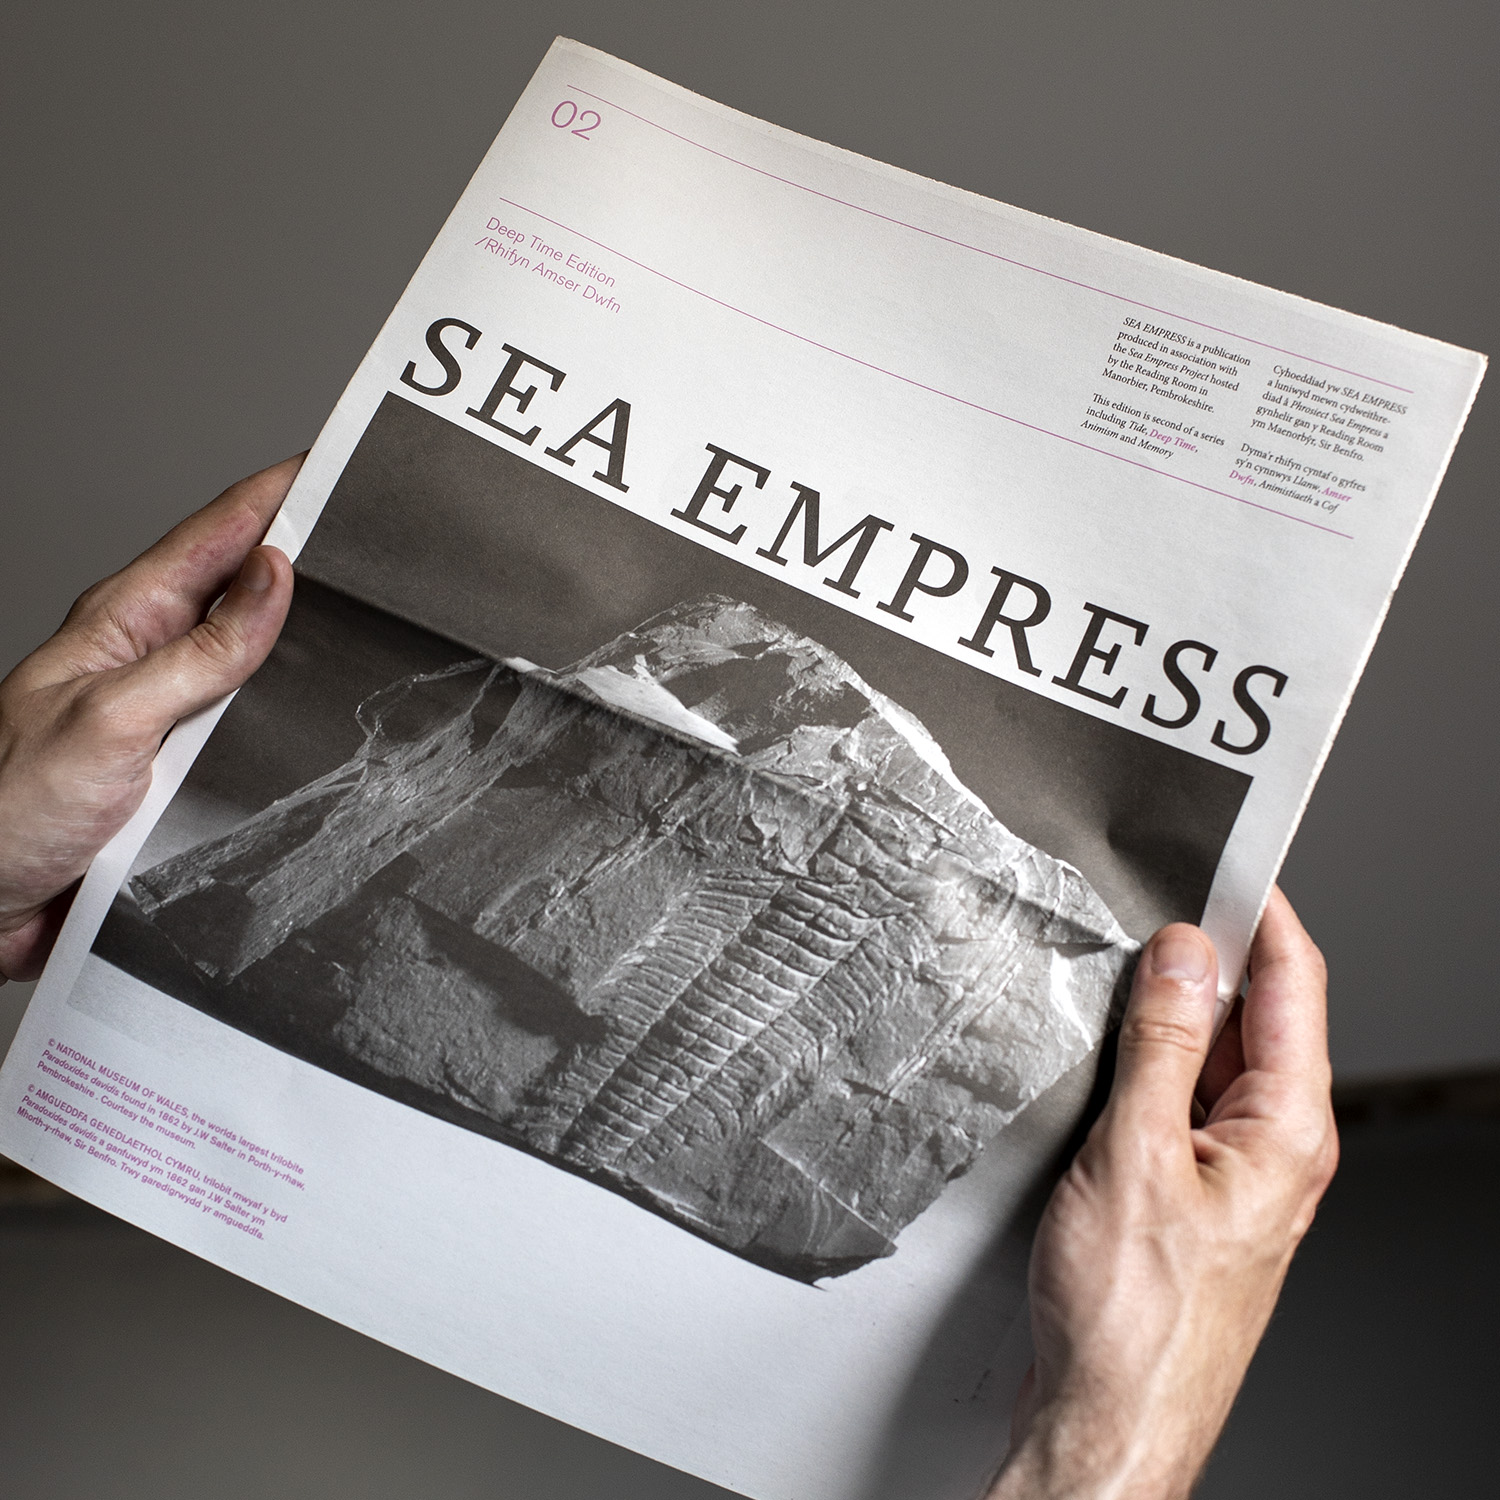 02
Deep Time Edition
/Rhifyn Amser Dwfn
SEA EMPRESS is a publication
produced in association with
the Sea Empress Project hosted
by the Reading Room in
Manorbier, Pembrokeshire.
This edition is second of a series
including Tide, Deep Time,
Animism and Memory
Cyhoeddiad yw SEA EMPRESS
a luniwyd mewn cydweithre-
diad â Phrosiect Sea Empress a
gynhelir gan y Reading Room
ym Maenorbŷr, Sir Benfro.
Dyma'r rhifyn cyntaf o gyfres
sy'n cynnwys Llanw, Amser
Dwfn, Animistiaeth a Cof
SEA EMPRESS
© NATIONAL MUSEUM OF WALES, the worlds largest trilobite
Paradoxides davidis found in 1862 by J.W Salter in Porth-y-rhaw,
Pembrokeshire . Courtesy the museum.
© AMGUEDDFA GENEDLAETHOL CYMRU, trilobit mwyaf y byd
Paradoxides davidis a ganfuwyd ym 1862 gan J.W Salter ym
Mhorth-y-rhaw, Sir Benfro. Trwy garedigrwydd yr amgueddfa.